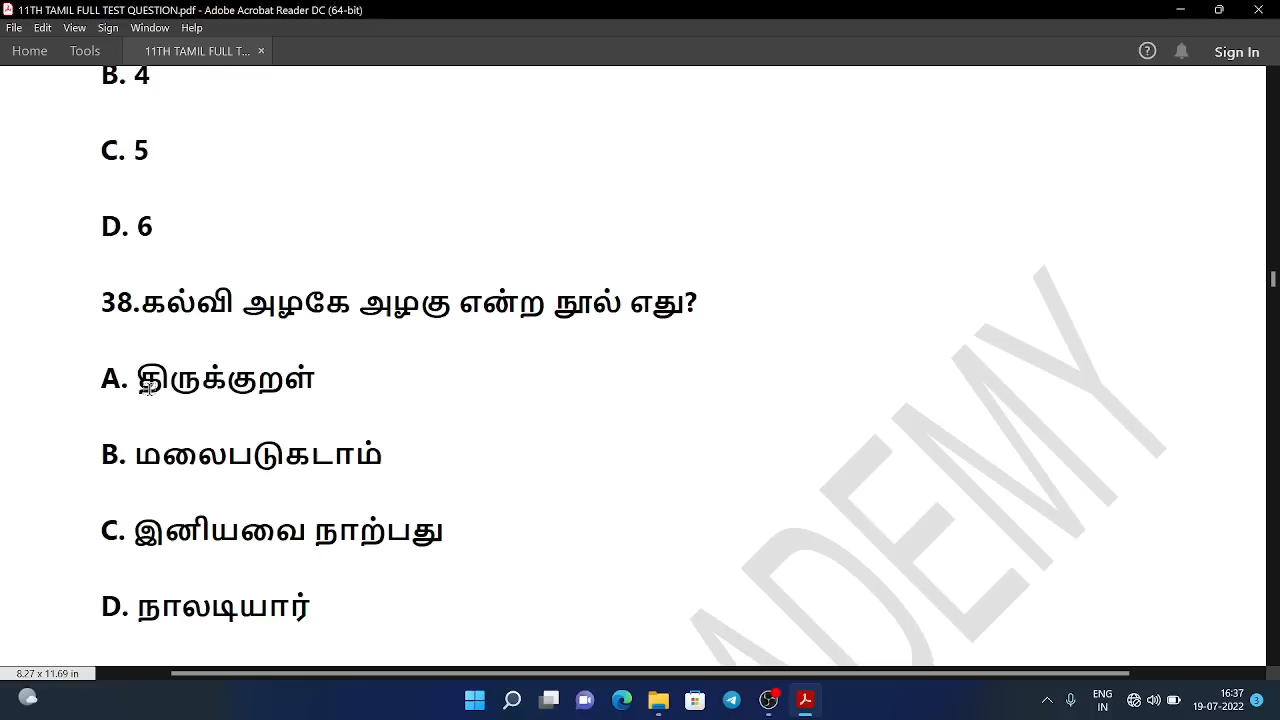 11TH TAMIL FULL TEST QUESTION.pdf - Adobe Acrobat Reader DC (64-bit)
File Edit View Sign Window Help
Home Tools 11TH TAMIL FULL T... × Sign In
B. 4
C. 5
D. 6
38.கல்வி அழகே அழகு என்ற நூல் எது?
A. திருக்குறள்
B. மலைபடுகடாம்
C. இனியவை நாற்பது
D. நாலடியார்
ADEMY
8.27 x 11.69 in
ENG
IN
16:37
19-07-2022
3